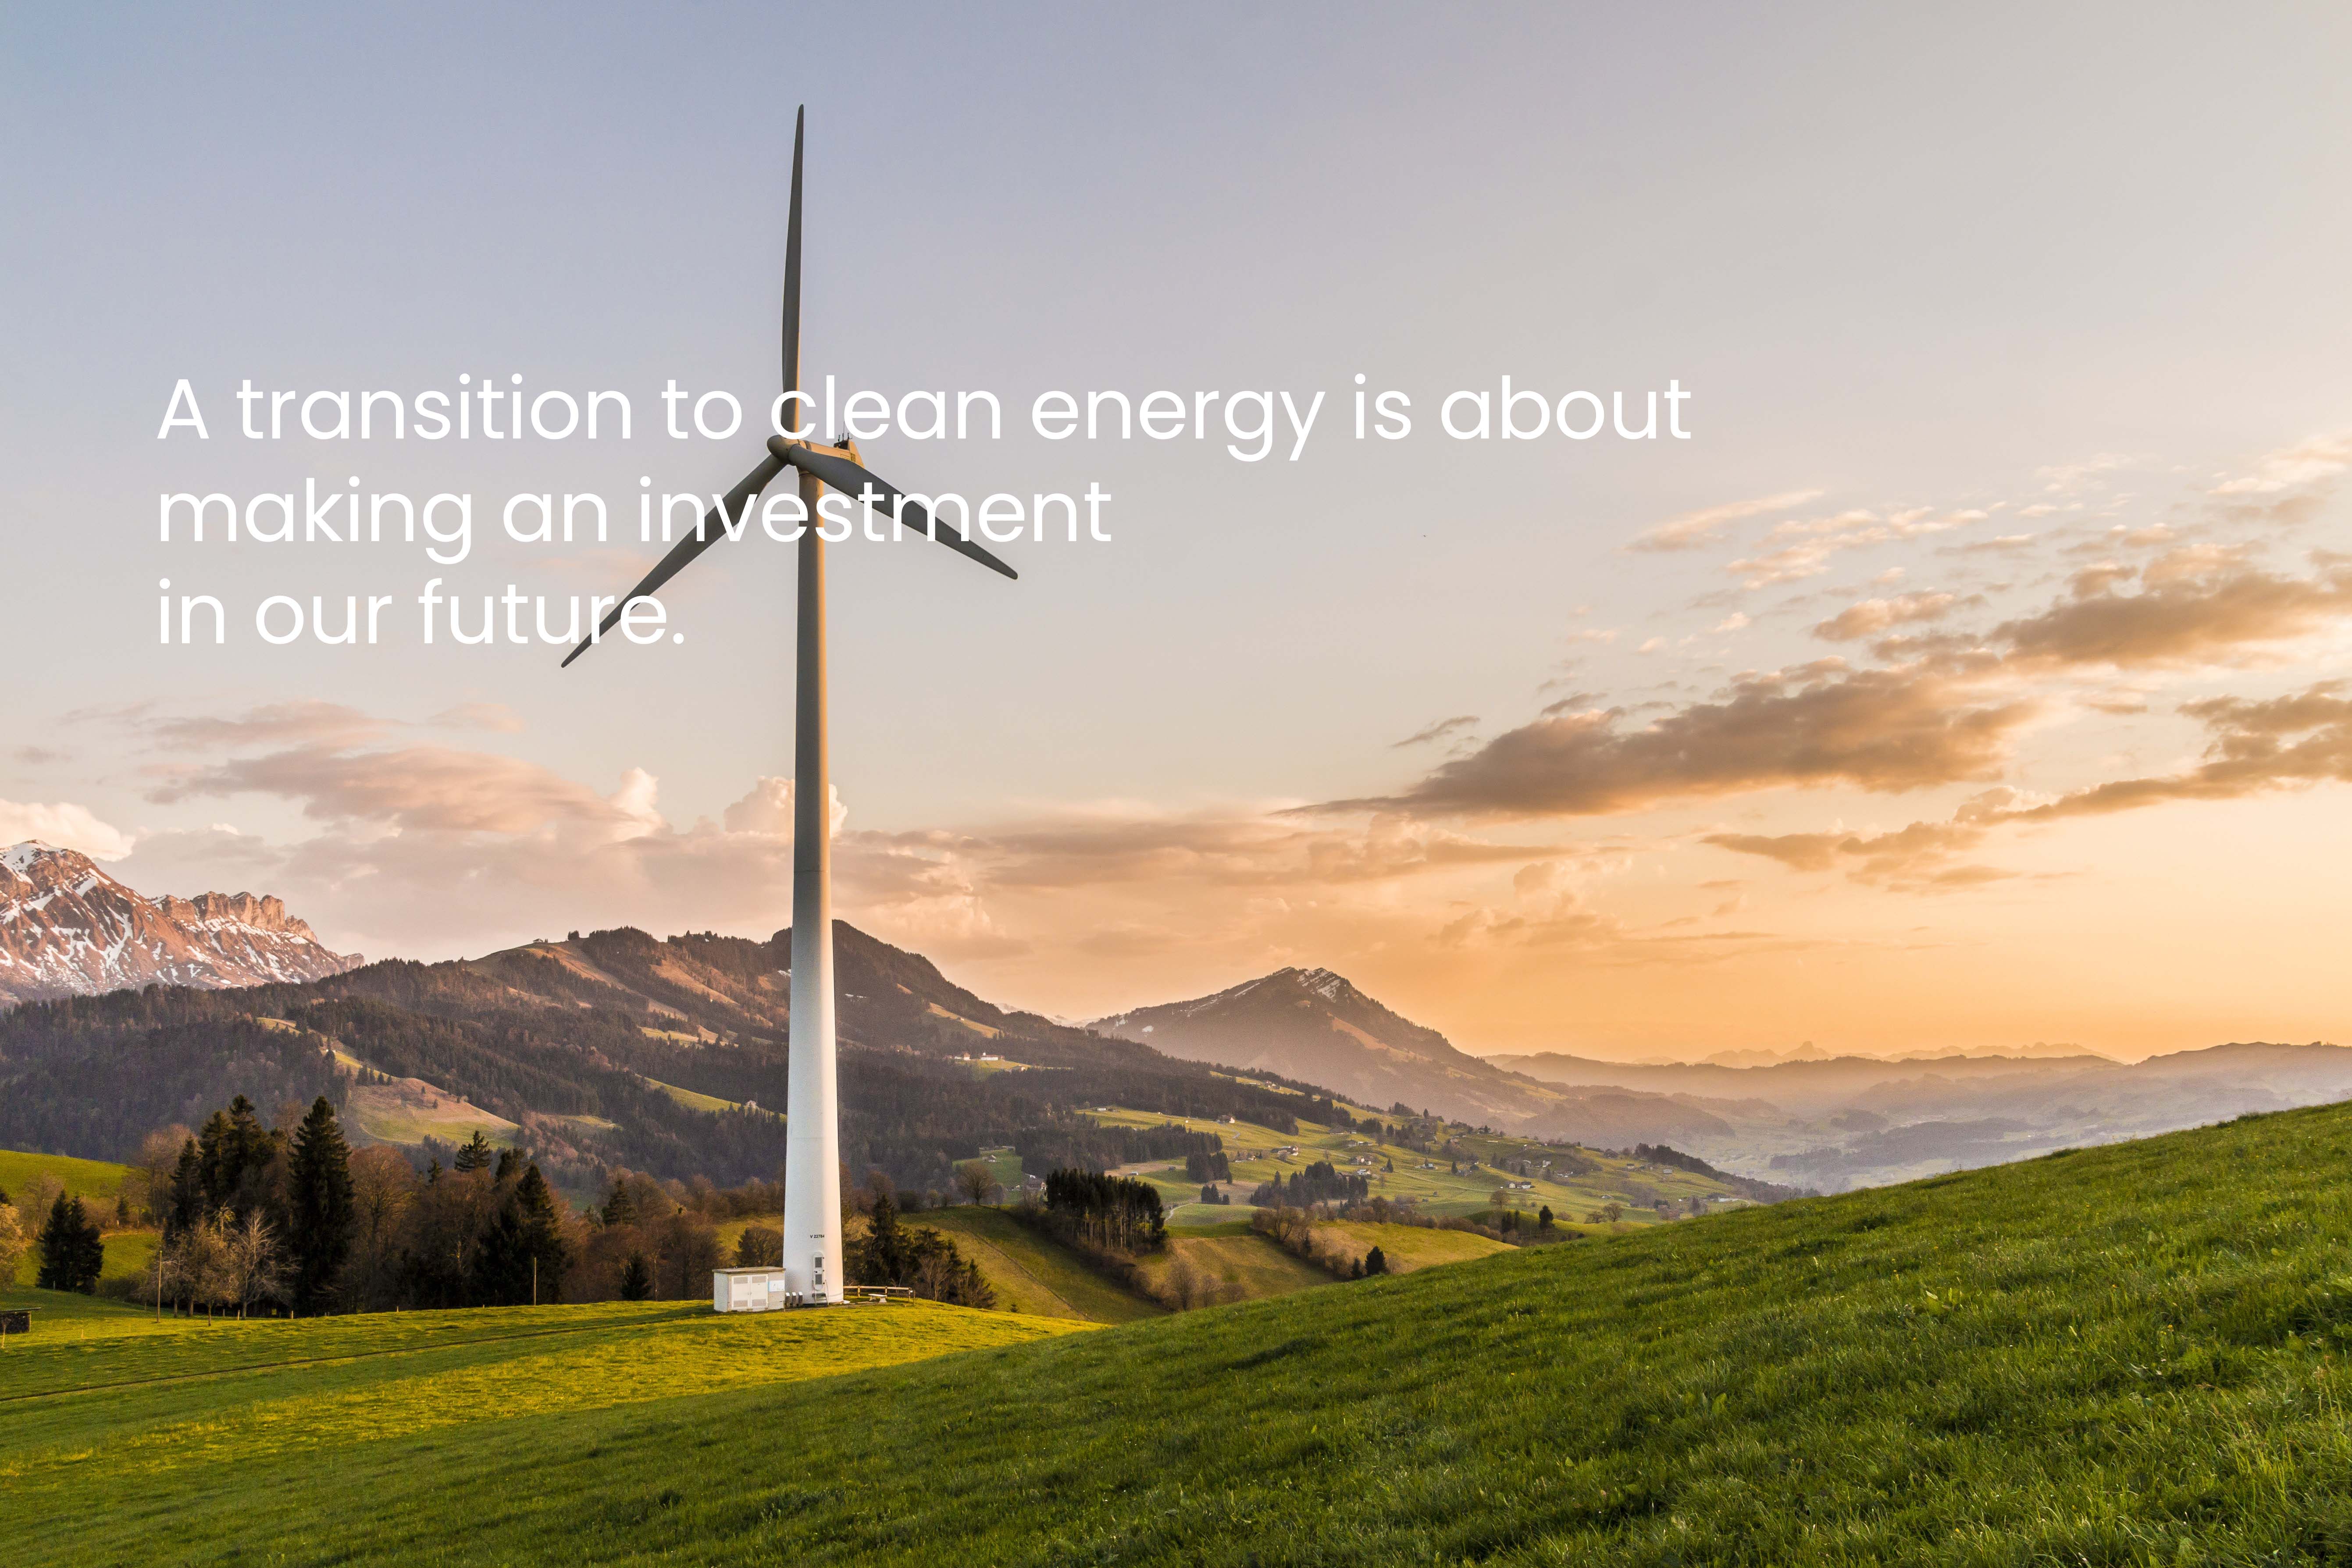 A transition to clean energy is about
making an investment
in our future.